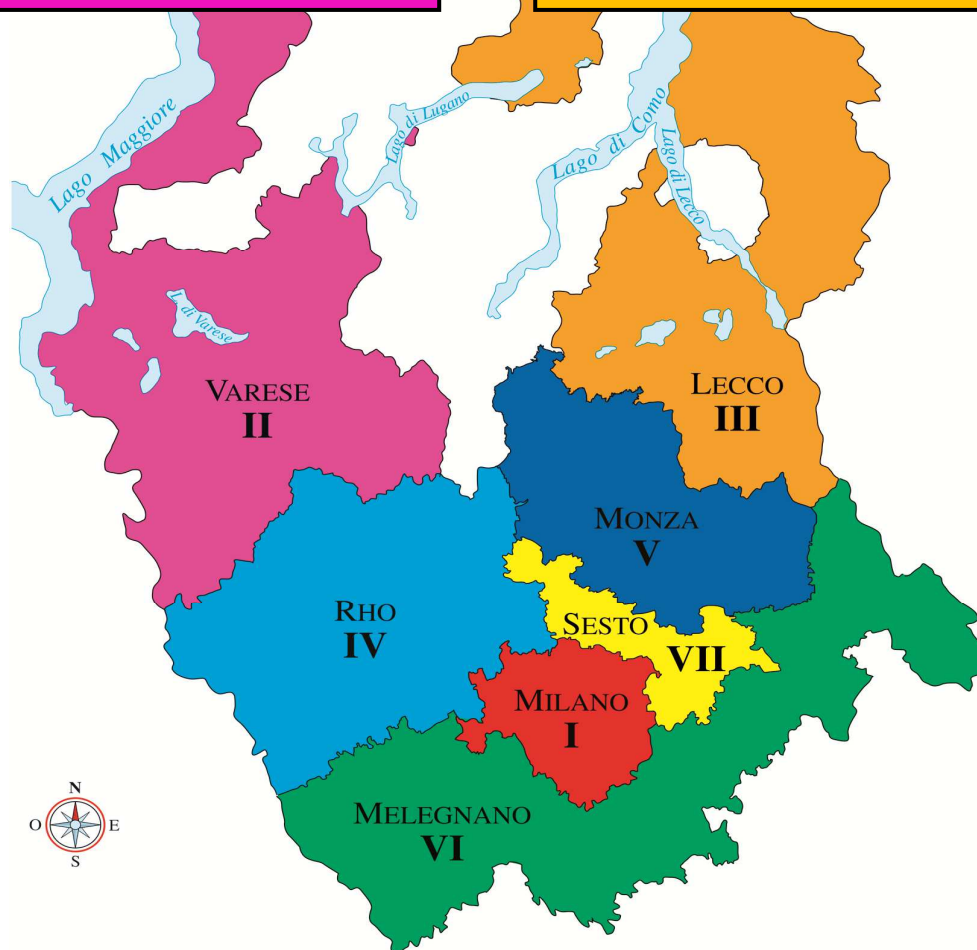 Lago Maggiore
Lago di Lugano
Lago di Como
Lago di Lecco
L. di Varese
VARESE
II
LECCO
III
MONZA
V
RHO
IV
SESTO
VII
MILANO
I
MELEGNANO
VI
N
O
E
S